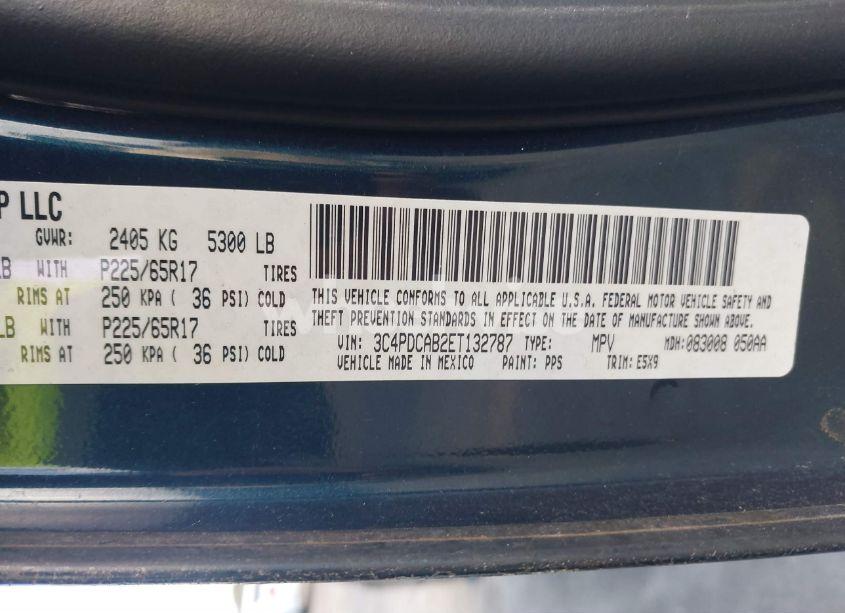 P LLC
GVWR: 2405 KG 5300 LB
LB WITH P225/65R17 TIRES
RIMS AT 250 KPA ( 36 PSI) COLD
LB WITH P225/65R17 TIRES
RIMS AT 250 KPA ( 36 PSI) COLD
THIS VEHICLE CONFORMS TO ALL APPLICABLE U.S.A. FEDERAL MOTOR VEHICLE SAFETY AND
THEFT PREVENTION STANDARDS IN EFFECT ON THE DATE OF MANUFACTURE SHOWN ABOVE.
VIN: 3C4PDCAB2ET132787 TYPE: MPV MDH: 083008 050AA
VEHICLE MADE IN MEXICO PAINT: PPS TRIM: E5X9